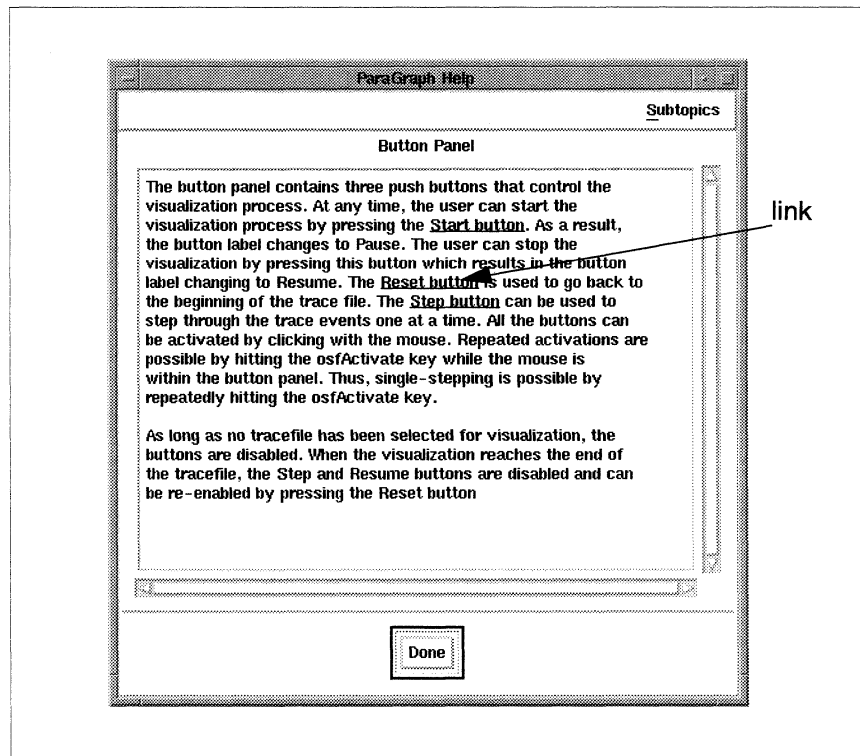 ParaGraph Help
Subtopics
Button Panel
The button panel contains three push buttons that control the
visualization process. At any time, the user can start the
visualization process by pressing the Start button. As a result,
the button label changes to Pause. The user can stop the
visualization by pressing this button which results in the button
label changing to Resume. The Reset button is used to go back to
the beginning of the trace file. The Step button can be used to
step through the trace events one at a time. All the buttons can
be activated by clicking with the mouse. Repeated activations are
possible by hitting the osfActivate key while the mouse is
within the button panel. Thus, single-stepping is possible by
repeatedly hitting the osfActivate key.
As long as no tracefile has been selected for visualization, the
buttons are disabled. When the visualization reaches the end of
the tracefile, the Step and Resume buttons are disabled and can
be re-enabled by pressing the Reset button
link
Done